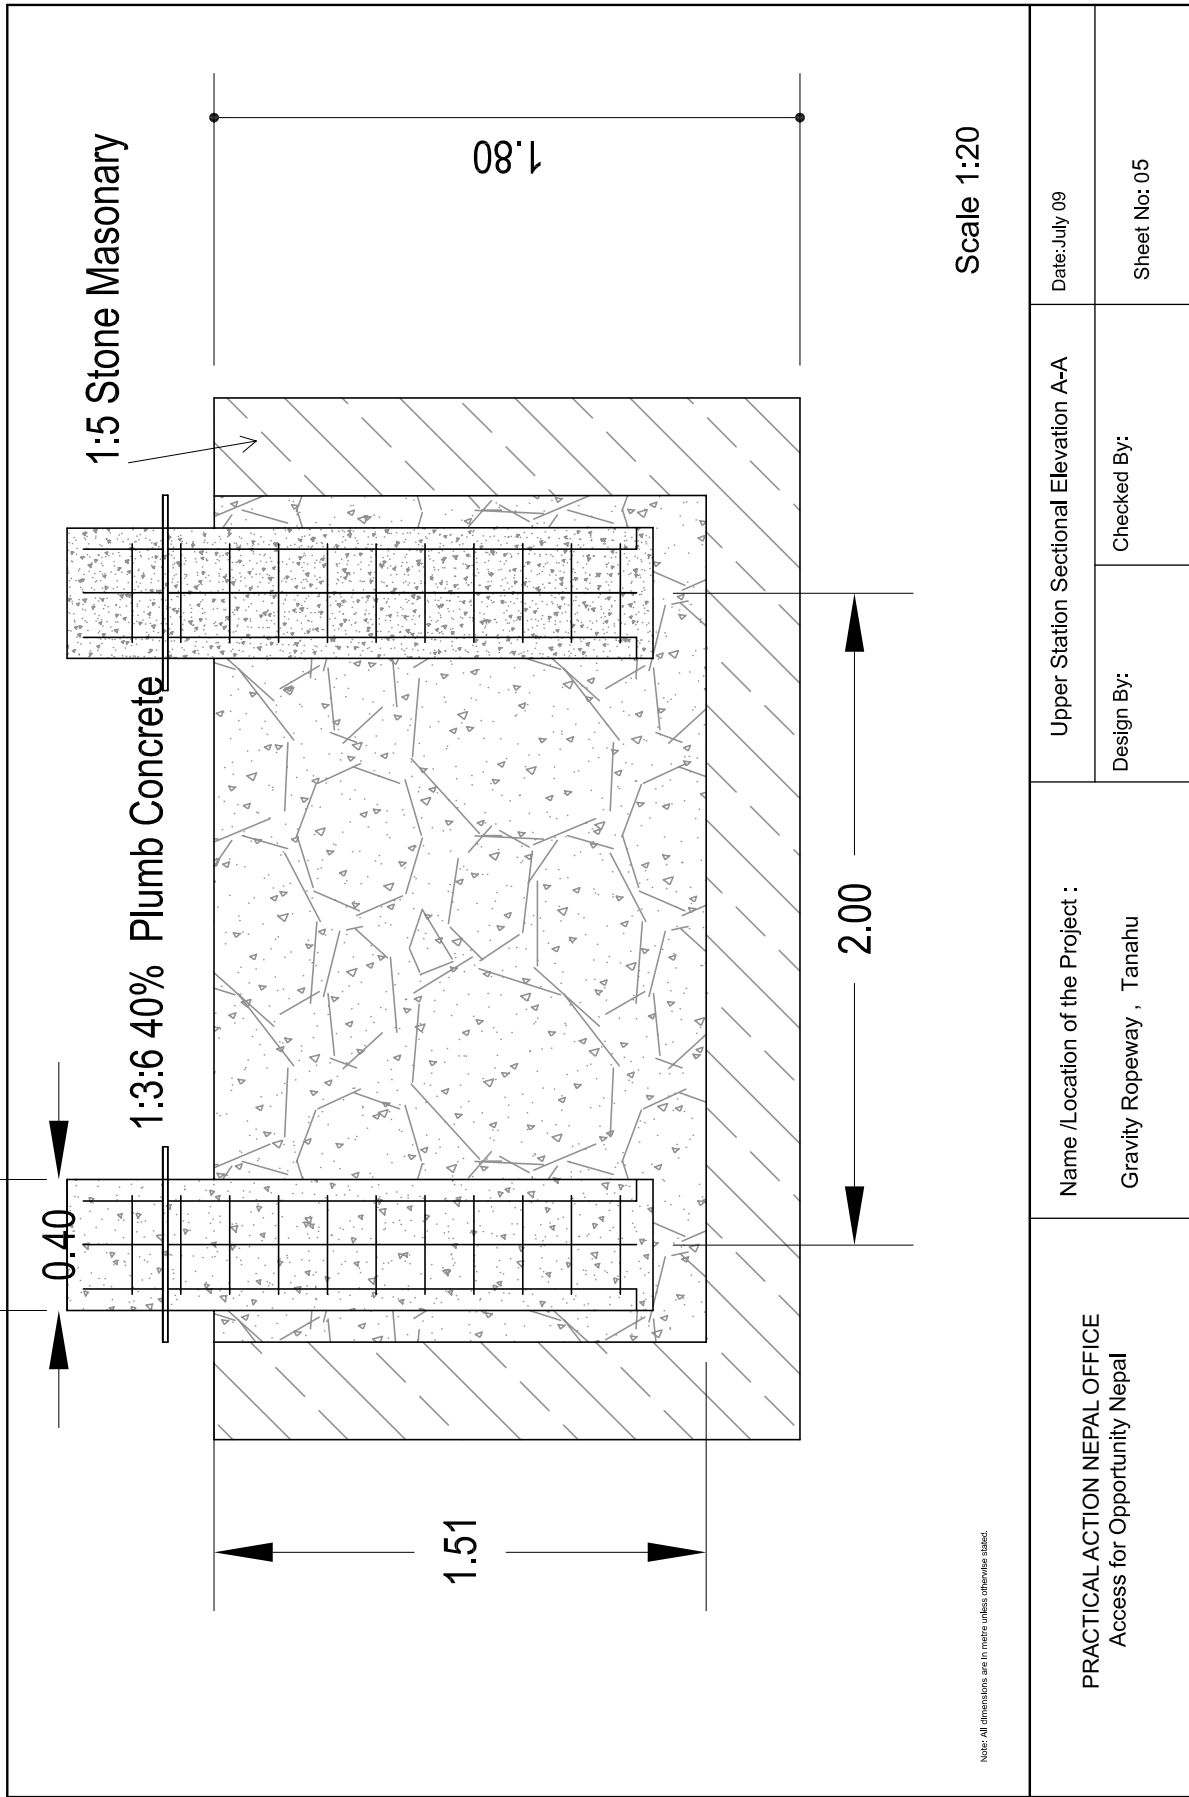 0.40
1:3:6 40%  Plumb Concrete
1:5 Stone Masonary
1.51
1.80
2.00
Scale 1:20
Note: All dimensions are in metre unless otherwise stated.
PRACTICAL ACTION NEPAL OFFICE
Access for Opportunity Nepal
Name /Location of the Project :
Gravity Ropeway ,  Tanahu
Upper Station Sectional Elevation A-A
Design By:
Checked By:
Date:July 09
Sheet No: 05